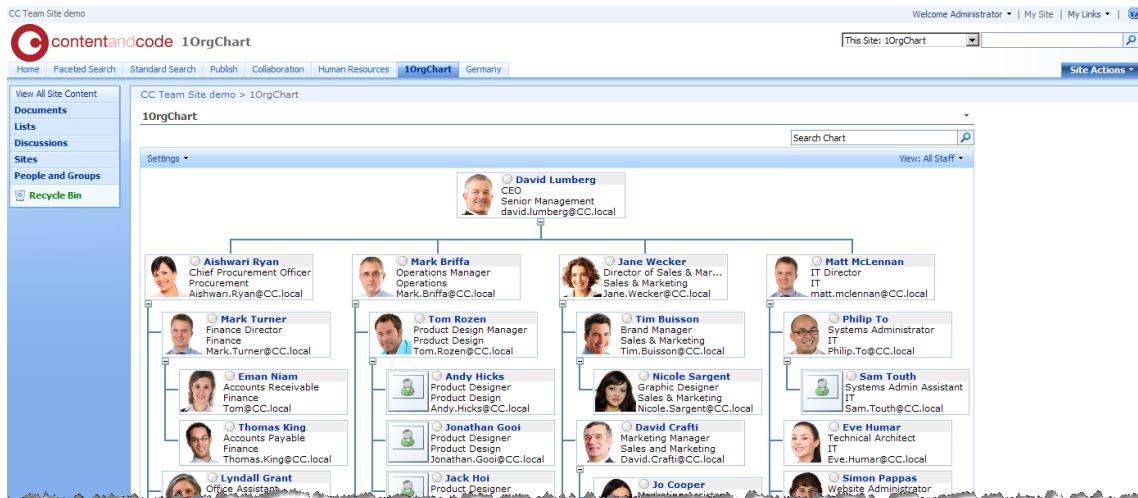 CC Team Site demo
Welcome Administrator | My Site | My Links |
contentandcode 1OrgChart
This Site: 1OrgChart
Home Faceted Search Standard Search Publish Collaboration Human Resources 1OrgChart Germany
Site Actions
View All Site Content
Documents
Lists
Discussions
Sites
People and Groups
Recycle Bin
CC Team Site demo > 1OrgChart
1OrgChart
Search Chart
Settings
View: All Staff
David Lumberg
CEO
Senior Management
david.lumberg@CC.local
Aishwari Ryan
Chief Procurement Officer
Procurement
Aishwari.Ryan@CC.local
Mark Briffa
Operations Manager
Operations
Mark.Briffa@CC.local
Jane Wecker
Director of Sales & Mar...
Sales & Marketing
Jane.Wecker@CC.local
Matt McLennan
IT Director
IT
matt.mclennan@CC.local
Mark Turner
Finance Director
Finance
Mark.Turner@CC.local
Tom Rozen
Product Design Manager
Product Design
Tom.Rozen@CC.local
Tim Buisson
Brand Manager
Sales & Marketing
Tim.Buisson@CC.local
Philip To
Systems Administrator
IT
Philip.To@CC.local
Eman Niam
Accounts Receivable
Finance
Tom@CC.local
Andy Hicks
Product Designer
Product Design
Andy.Hicks@CC.local
Nicole Sargent
Graphic Designer
Sales & Marketing
Nicole.Sargent@CC.local
Sam Touth
Systems Admin Assistant
IT
Sam.Touth@CC.local
Thomas King
Accounts Payable
Finance
Thomas.King@CC.local
Jonathan Gooi
Product Designer
Product Design
Jonathan.Gooi@CC.local
David Crafti
Marketing Manager
Sales and Marketing
David.Crafti@CC.local
Eve Humar
Technical Architect
IT
Eve.Humar@CC.local
Lyndall Grant
Office Assistant
Jack Hoi
Product Designer
Jo Cooper
Simon Pappas
Website Administrator